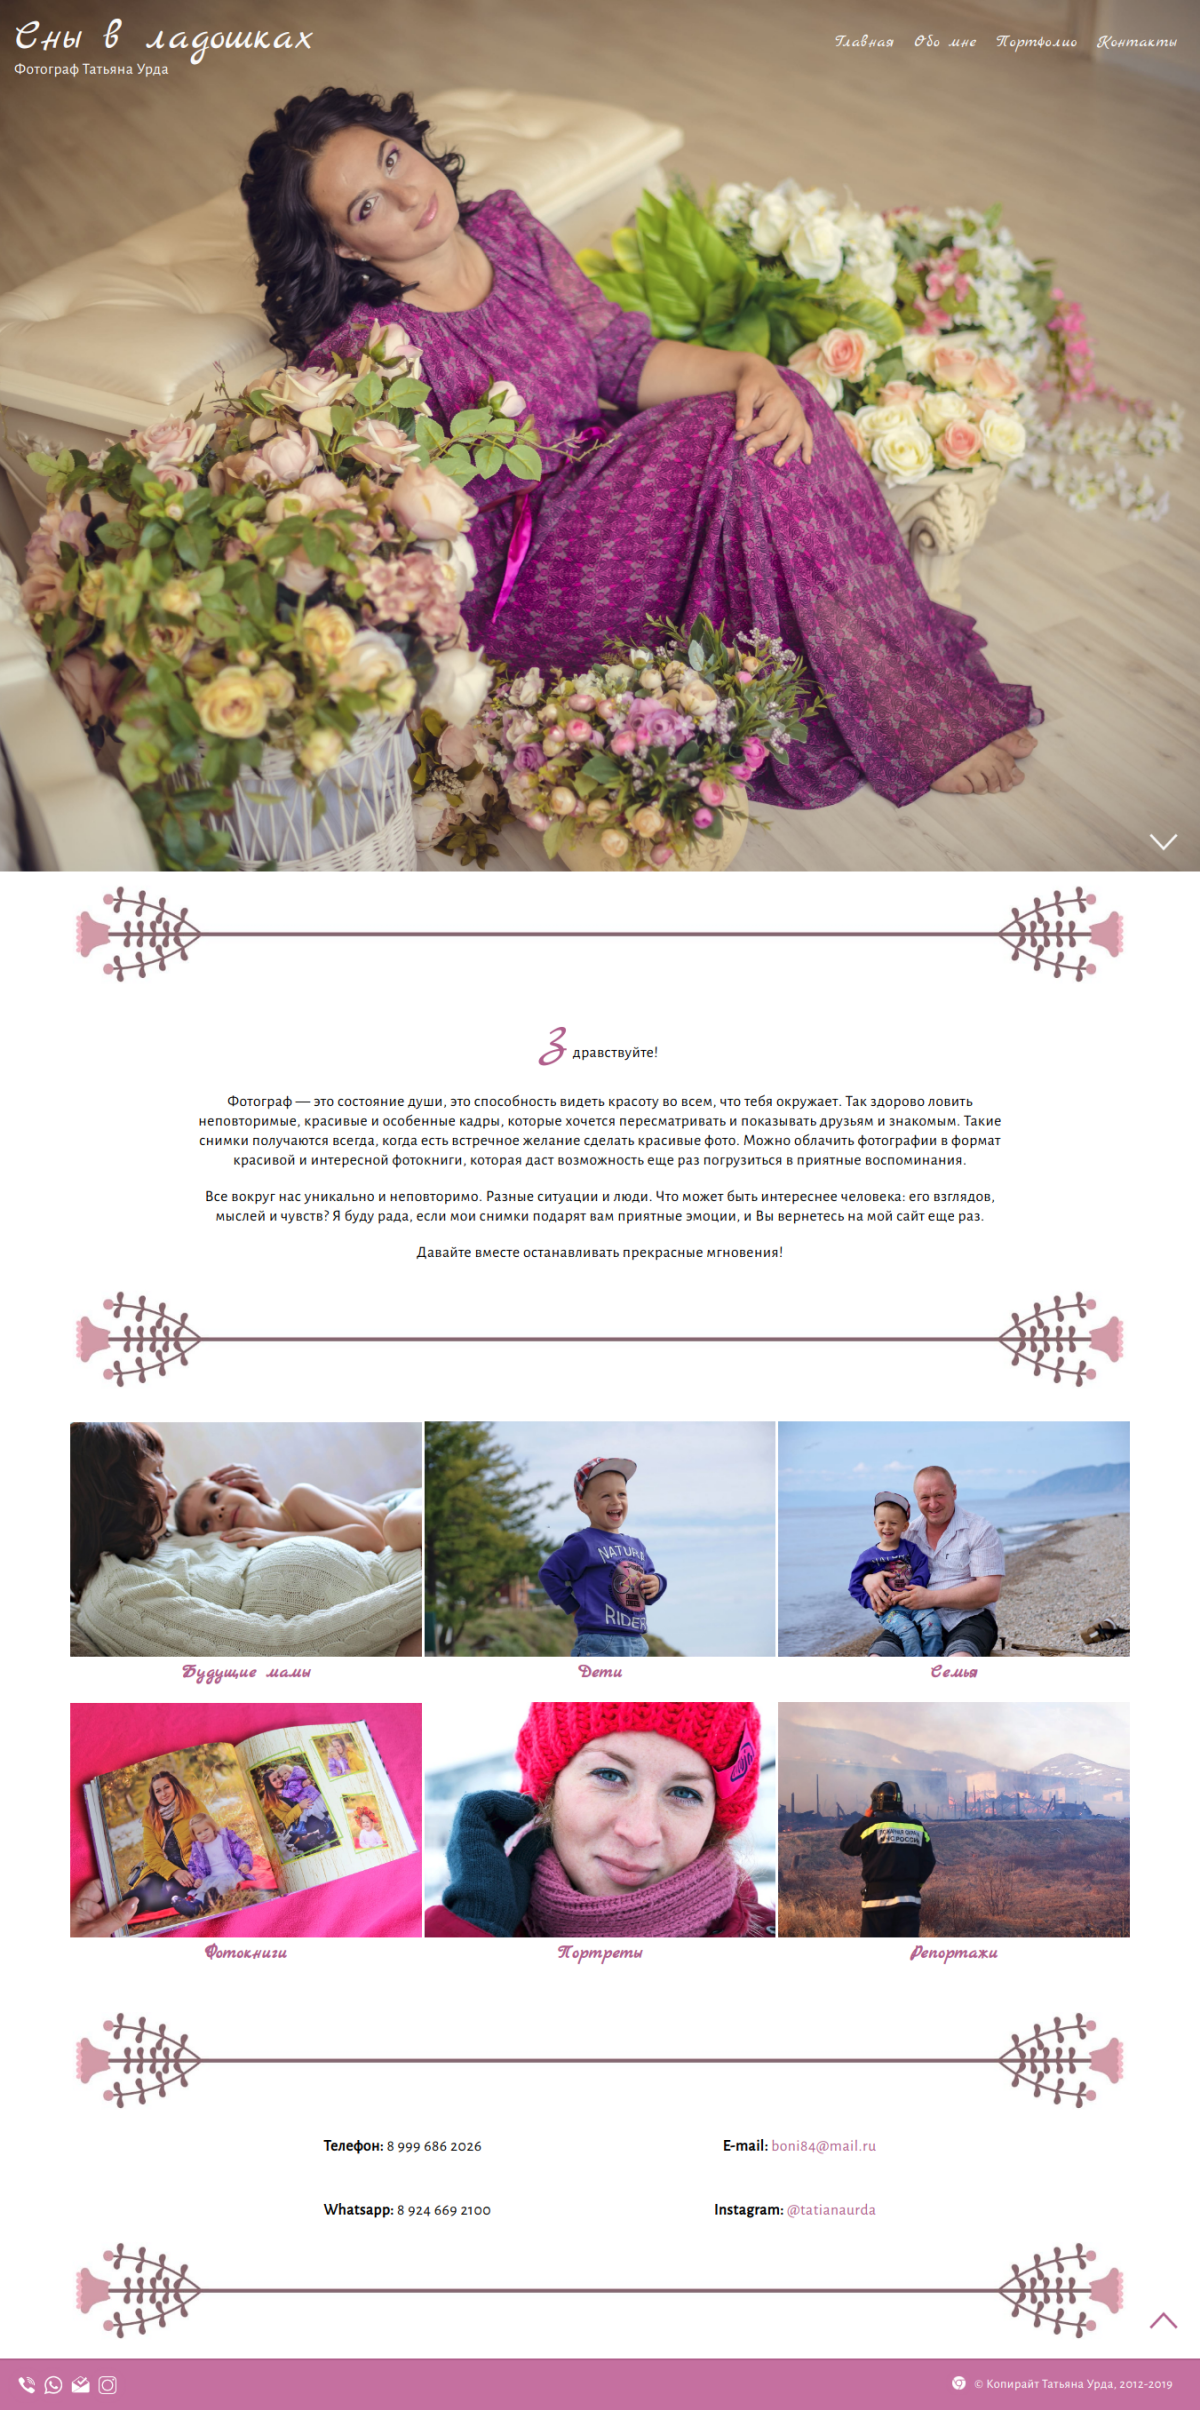 Сны в ладошках
Фотограф Татьяна Урда
Главная Обо мне Портфолио Контакты
Здравствуйте!
Фотограф — это состояние души, это способность видеть красоту во всем, что тебя окружает. Так здорово ловить
неповторимые, красивые и особенные кадры, которые хочется пересматривать и показывать друзьям и знакомым. Такие
снимки получаются всегда, когда есть встречное желание сделать красивые фото. Можно облачить фотографии в формат
красивой и интересной фотокниги, которая даст возможность еще раз погрузиться в приятные воспоминания.
Все вокруг нас уникально и неповторимо. Разные ситуации и люди. Что может быть интереснее человека: его взглядов,
мыслей и чувств? Я буду рада, если мои снимки подарят вам приятные эмоции, и Вы вернетесь на мой сайт еще раз.
Давайте вместе останавливать прекрасные мгновения!
NATURA
RIDER
Будущие мамы
Дети
Семья
Фотокниги
Портреты
Репортажи
Телефон: 8 999 686 2026
E-mail: boni84@mail.ru
Whatsapp: 8 924 669 2100
Instagram: @tatianaurda
© Копирайт Татьяна Урда, 2012-2019